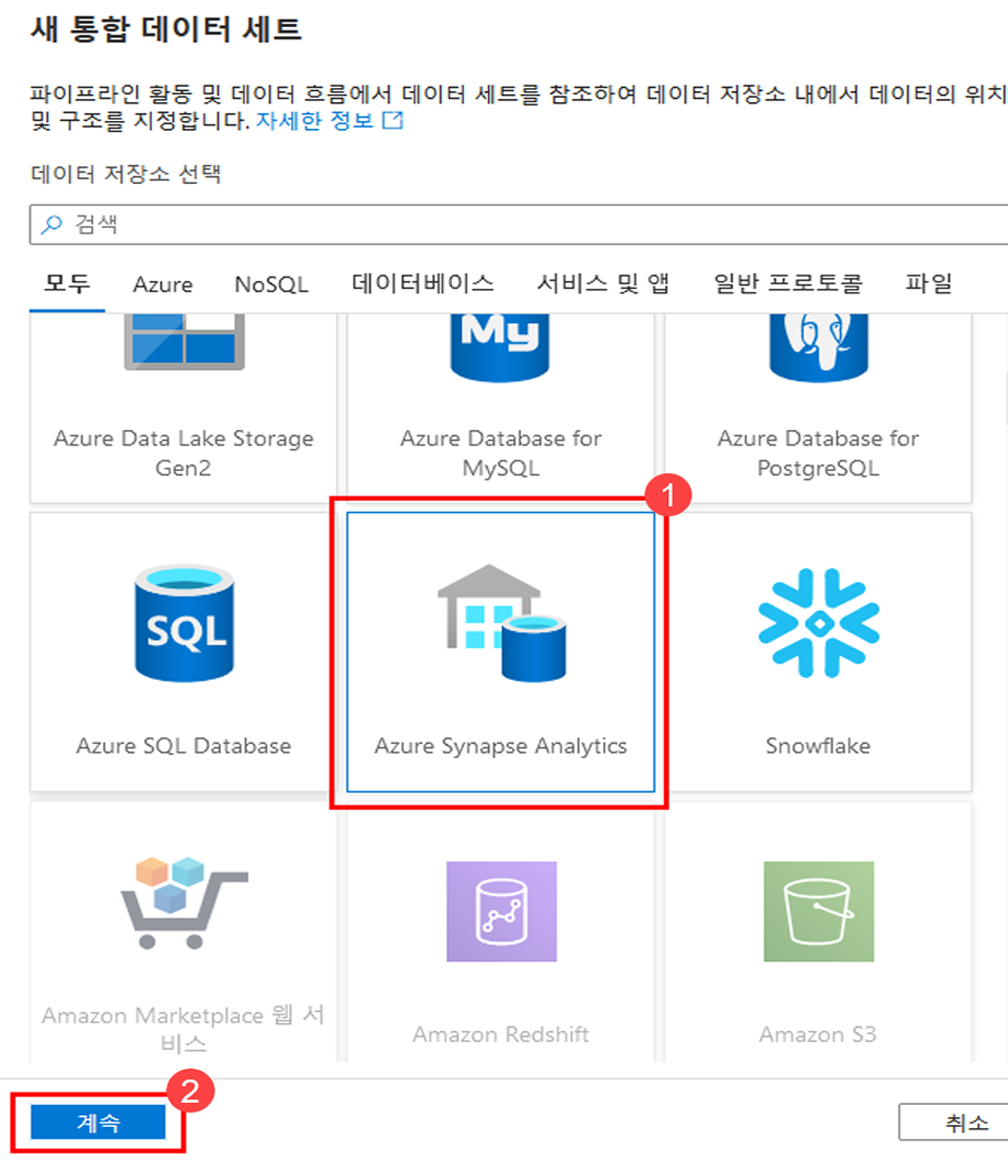 새 통합 데이터 세트
파이프라인 활동 및 데이터 흐름에서 데이터 세트를 참조하여 데이터 저장소 내에서 데이터의 위치
및 구조를 지정합니다. 자세한 정보
데이터 저장소 선택
검색
모두 Azure NoSQL 데이터베이스 서비스 및 앱 일반 프로토콜 파일
My
Azure Data Lake Storage
Gen2
Azure Database for
MySQL
Azure Database for
PostgreSQL
1
SQL
Azure SQL Database
Azure Synapse Analytics
Snowflake
Amazon Marketplace 웹 서
비스
Amazon Redshift
Amazon S3
2
계속
취소